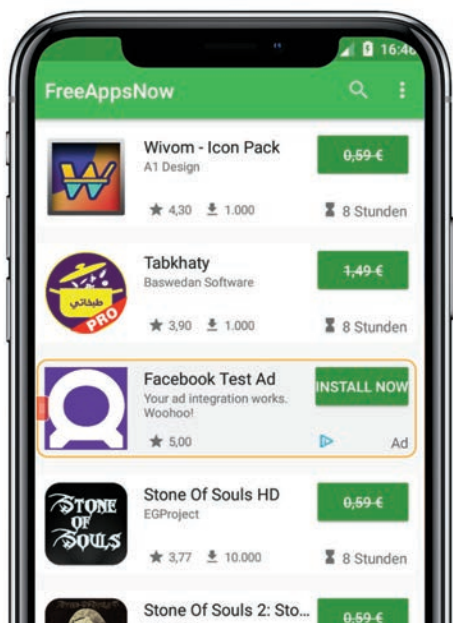 16:46
FreeAppsNow
Wivom - Icon Pack
A1 Design
0,59 €
4,30 1.000
8 Stunden
Tabkhaty
Baswedan Software
1,49 €
طبخاتي
PRO
3,90 1.000
8 Stunden
Facebook Test Ad
Your ad integration works.
Woohoo!
INSTALL NOW
5,00
Ad
STONE
OF
SOULS
Stone Of Souls HD
EGProject
0,59 €
3,77 10.000
8 Stunden
Stone Of Souls 2: Sto...
0,59 €